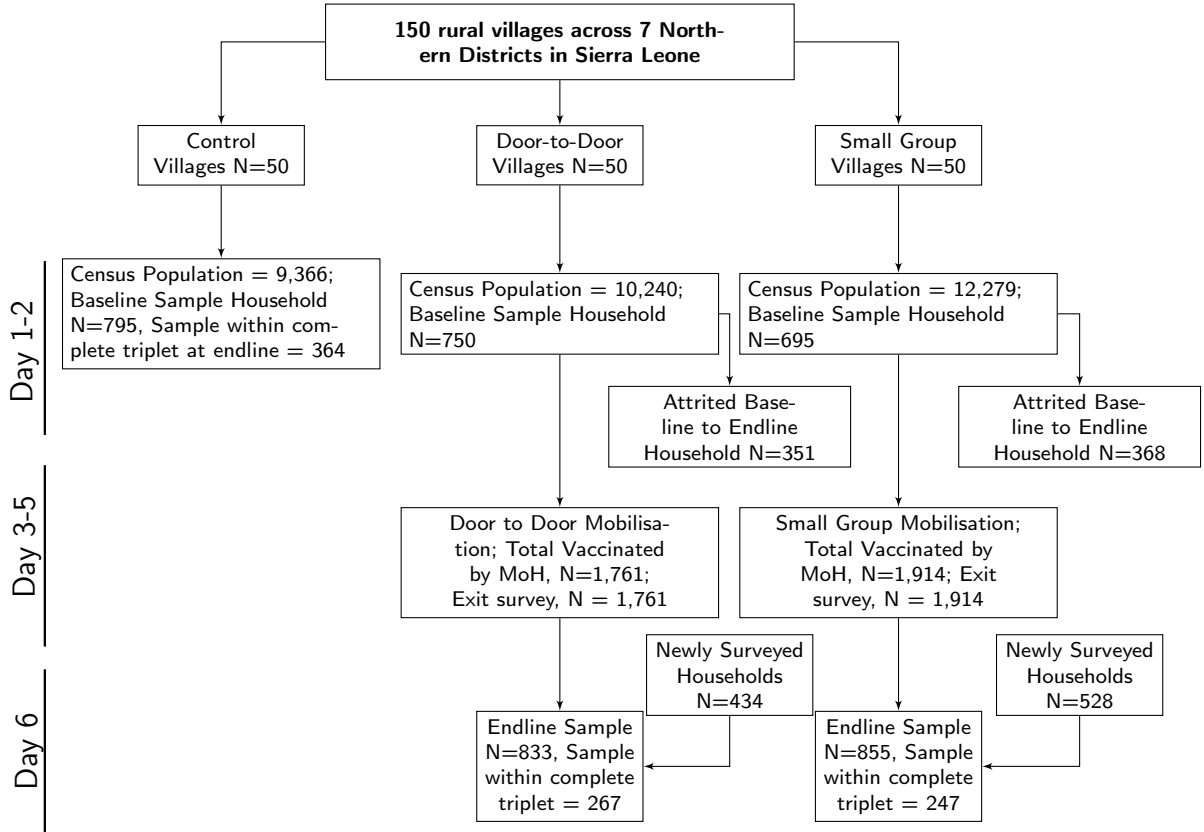 150 rural villages across 7 North-
ern Districts in Sierra Leone
Control
Villages N=50
Door-to-Door
Villages N=50
Small Group
Villages N=50
Day 1-2
Census Population = 9,366;
Baseline Sample Household
N=795, Sample within com-
plete triplet at endline = 364
Census Population = 10,240;
Baseline Sample Household
N=750
Census Population = 12,279;
Baseline Sample Household
N=695
Attrited Base-
line to Endline
Household N=351
Attrited Base-
line to Endline
Household N=368
Day 3-5
Door to Door Mobilisa-
tion; Total Vaccinated
by MoH, N=1,761;
Exit survey, N = 1,761
Small Group Mobilisation;
Total Vaccinated by
MoH, N=1,914; Exit
survey, N = 1,914
Day 6
Newly Surveyed
Households
N=434
Newly Surveyed
Households
N=528
Endline Sample
N=833, Sample
within complete
triplet = 267
Endline Sample
N=855, Sample
within complete
triplet = 247